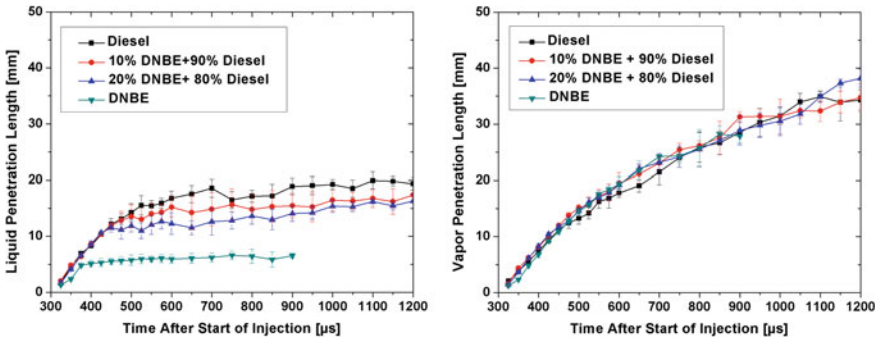 50
40
30
20
10
0
Liquid Penetration Length [mm]
Diesel
10% DNBE+90% Diesel
20% DNBE+ 80% Diesel
DNBE
300 400 500 600 700 800 900 1000 1100 1200
Time After Start of Injection [µs]
50
40
30
20
10
0
Vapor Penetration Length [mm]
Diesel
10% DNBE + 90% Diesel
20% DNBE + 80% Diesel
DNBE
300 400 500 600 700 800 900 1000 1100 1200
Time After Start of Injection [µs]